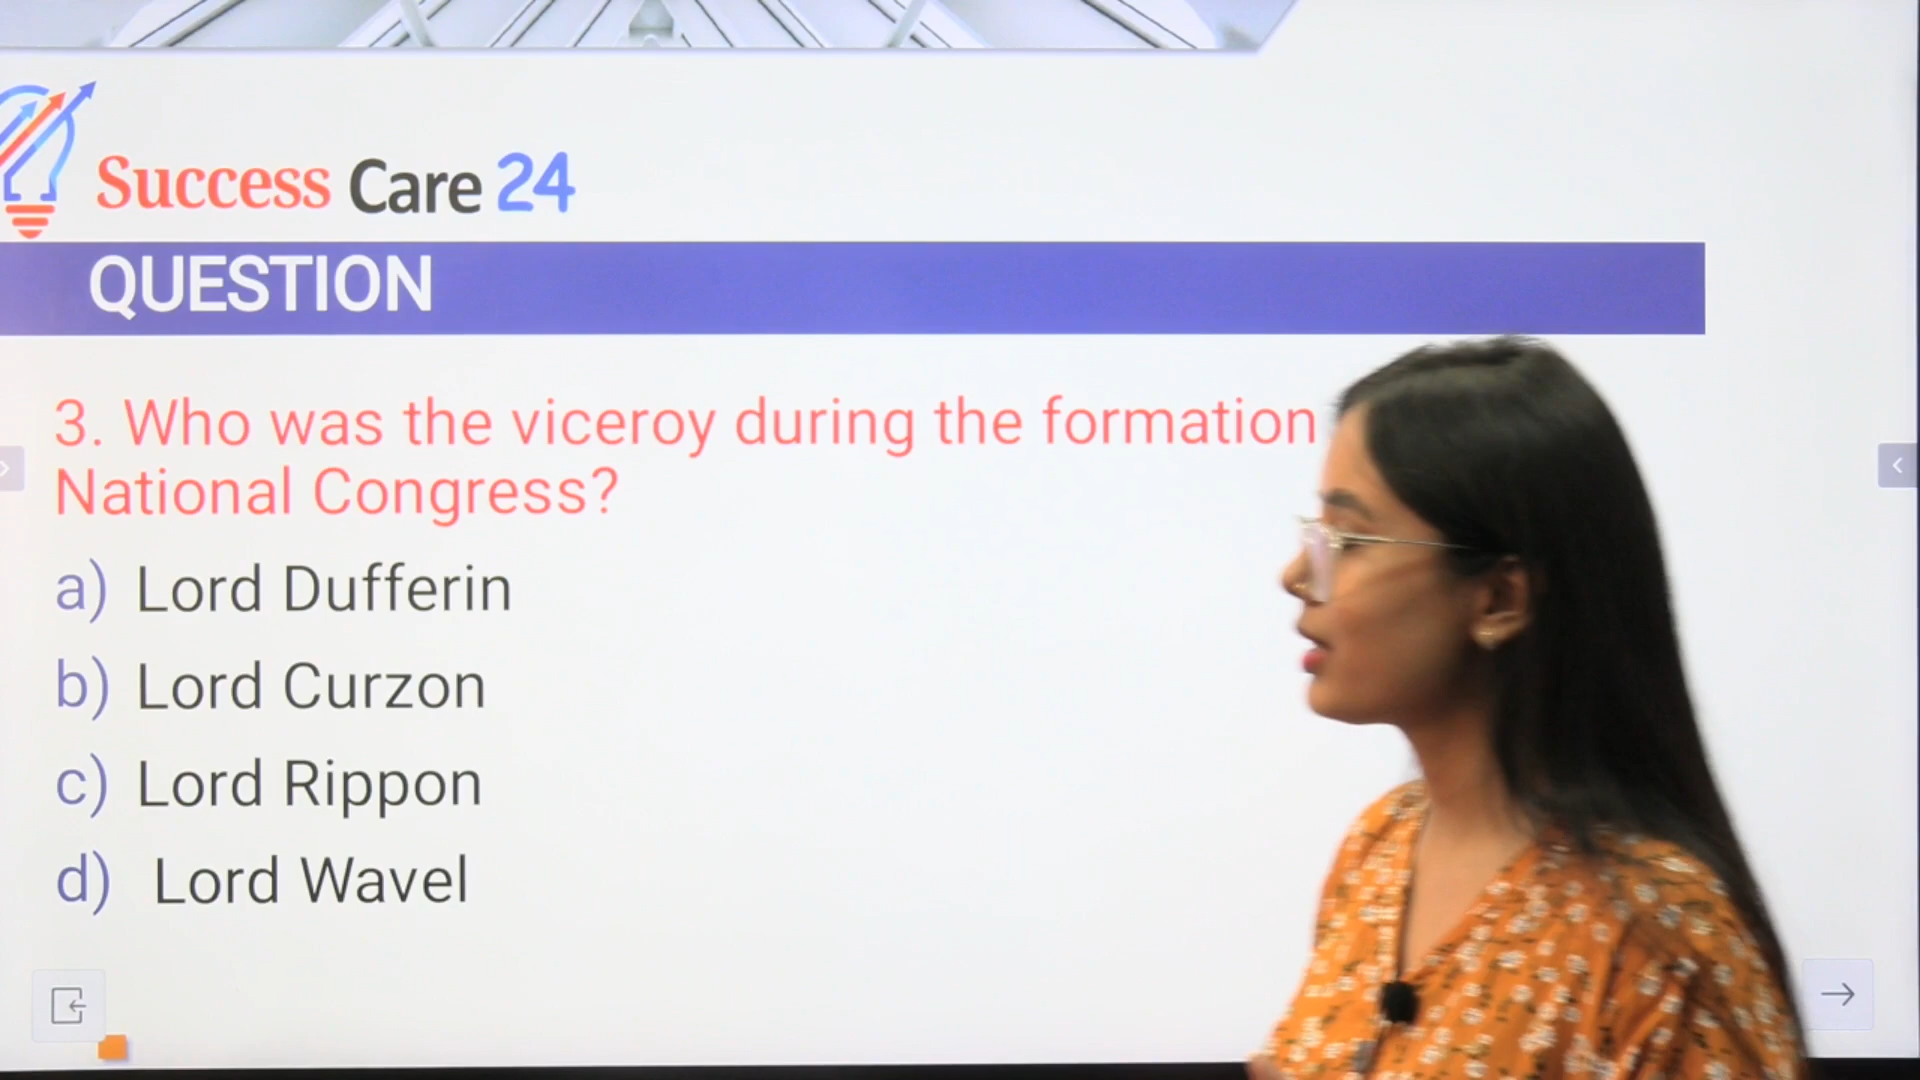 Success Care 24
QUESTION
3. Who was the viceroy during the formation
National Congress?
a) Lord Dufferin
b) Lord Curzon
c) Lord Rippon
d) Lord Wavel